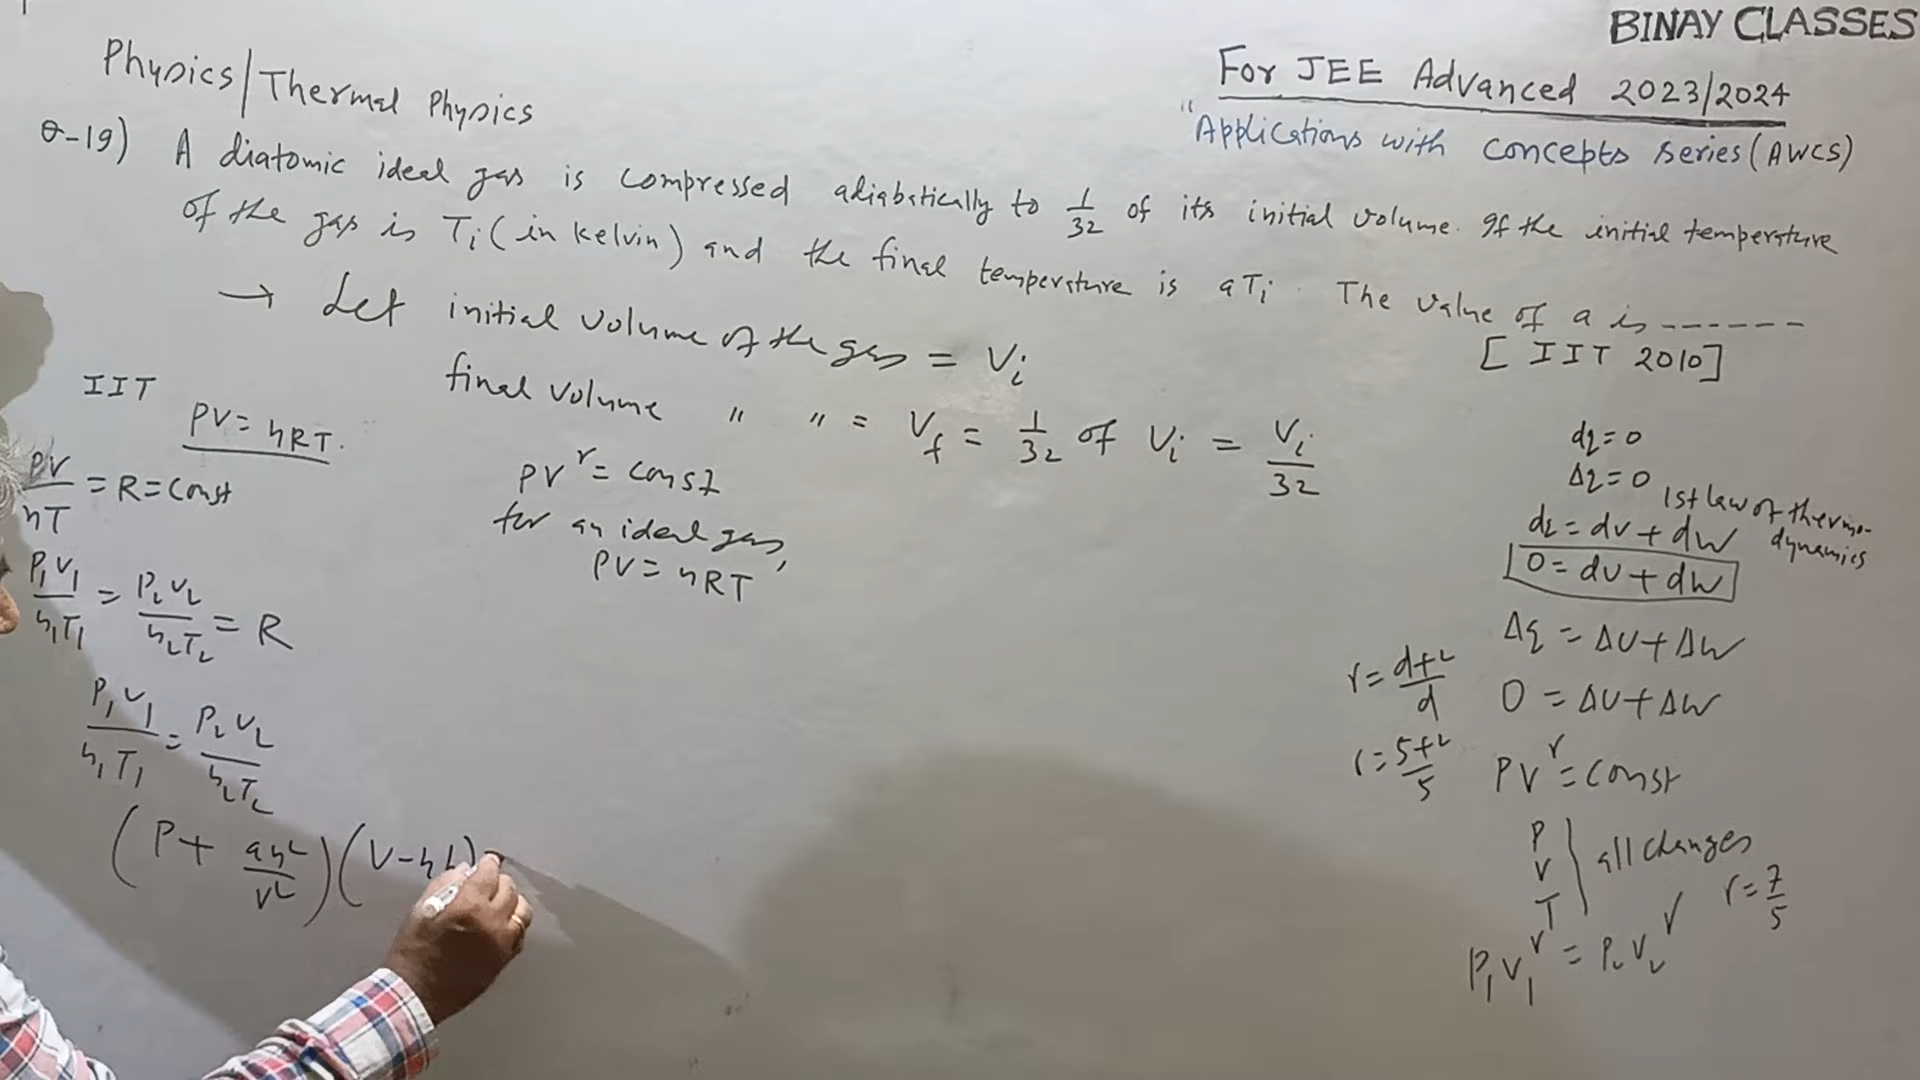 BINAY CLASSES
Physics/Thermal Physics
For JEE Advanced 2023/2024
"Applications with concepts series (AWCS)
Q-19) A diatomic ideal gas is compressed adiabatically to 1/32 of its initial volume. If the initial temperature
of the gas is Ti (in Kelvin) and the final temperature is aTi. The value of a is ------
[IIT 2010]
→ Let initial volume of the gas = Vi
final volume " " = Vf = 1/32 of Vi = Vi/32
PV^γ = const
for an ideal gas,
PV = nRT
IIT
PV = nRT.
PV/nT = R = Const
P₁V₁/n₁T₁ = P₂V₂/n₂T₂ = R
P₁V₁/n₁T₁ = P₂V₂/n₂T₂
(P + an²/V²)(V-nb)
dq = 0
Δq = 0
1st law of thermo-
dynamics
dq = dU + dW
0 = dU + dW
Δq = ΔU + ΔW
0 = ΔU + ΔW
γ = d+2/d
γ = 5+2/5
PV^γ = Const
P
V
T
all changes
γ = 7/5
P₁V₁^γ = P₂V₂^γ